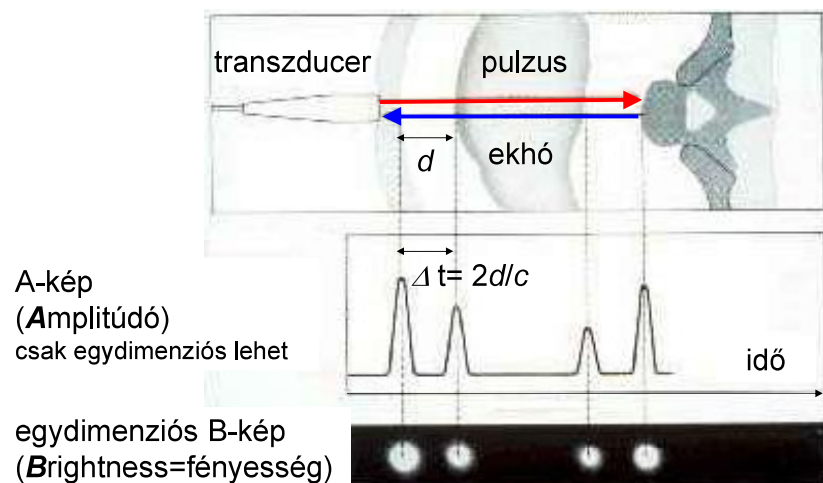 transzducer
pulzus
ekhó
d
Δ t= 2d/c
A-kép
(Amplitúdó)
csak egydimenziós lehet
idő
egydimenziós B-kép
(Brightness=fényesség)